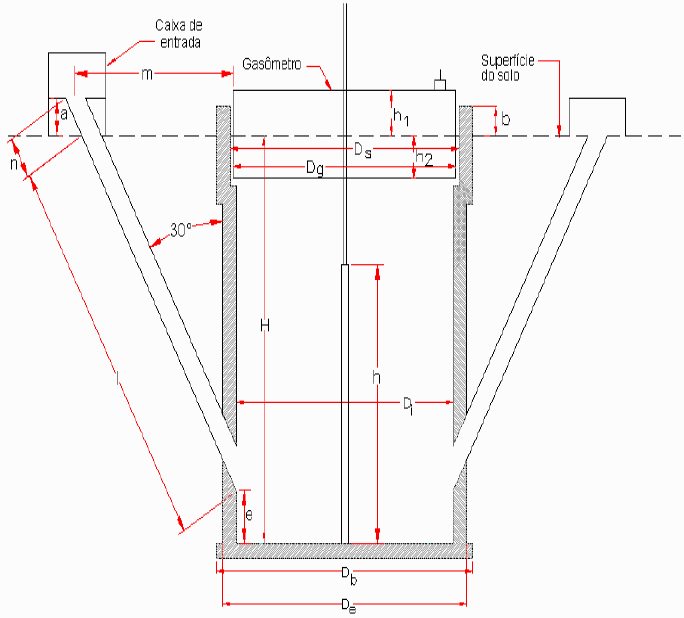 Caixa de
entrada
Gasômetro
Superfície
do solo
m
a
h1
b
n
Ds
h2
Dg
30°
H
l
h
Di
e
Db
De